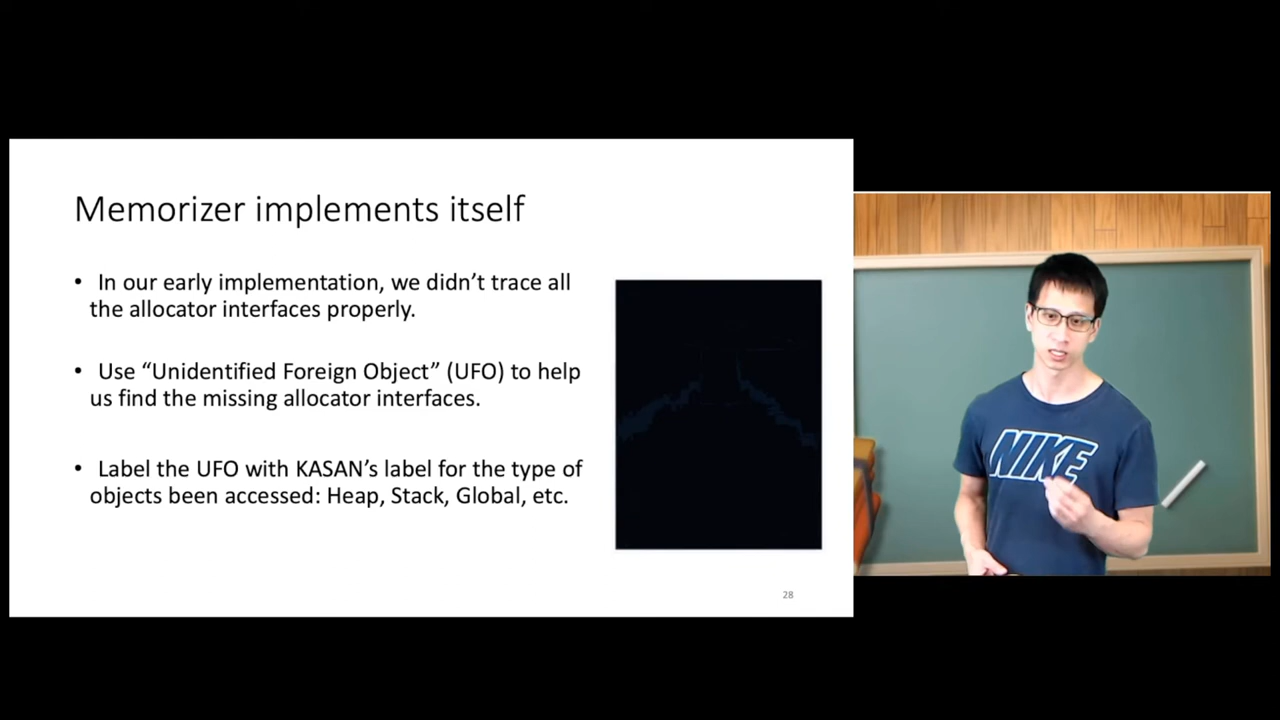 Memorizer implements itself
• In our early implementation, we didn’t trace all
the allocator interfaces properly.
• Use “Unidentified Foreign Object” (UFO) to help
us find the missing allocator interfaces.
• Label the UFO with KASAN’s label for the type of
objects been accessed: Heap, Stack, Global, etc.
28
NIKE